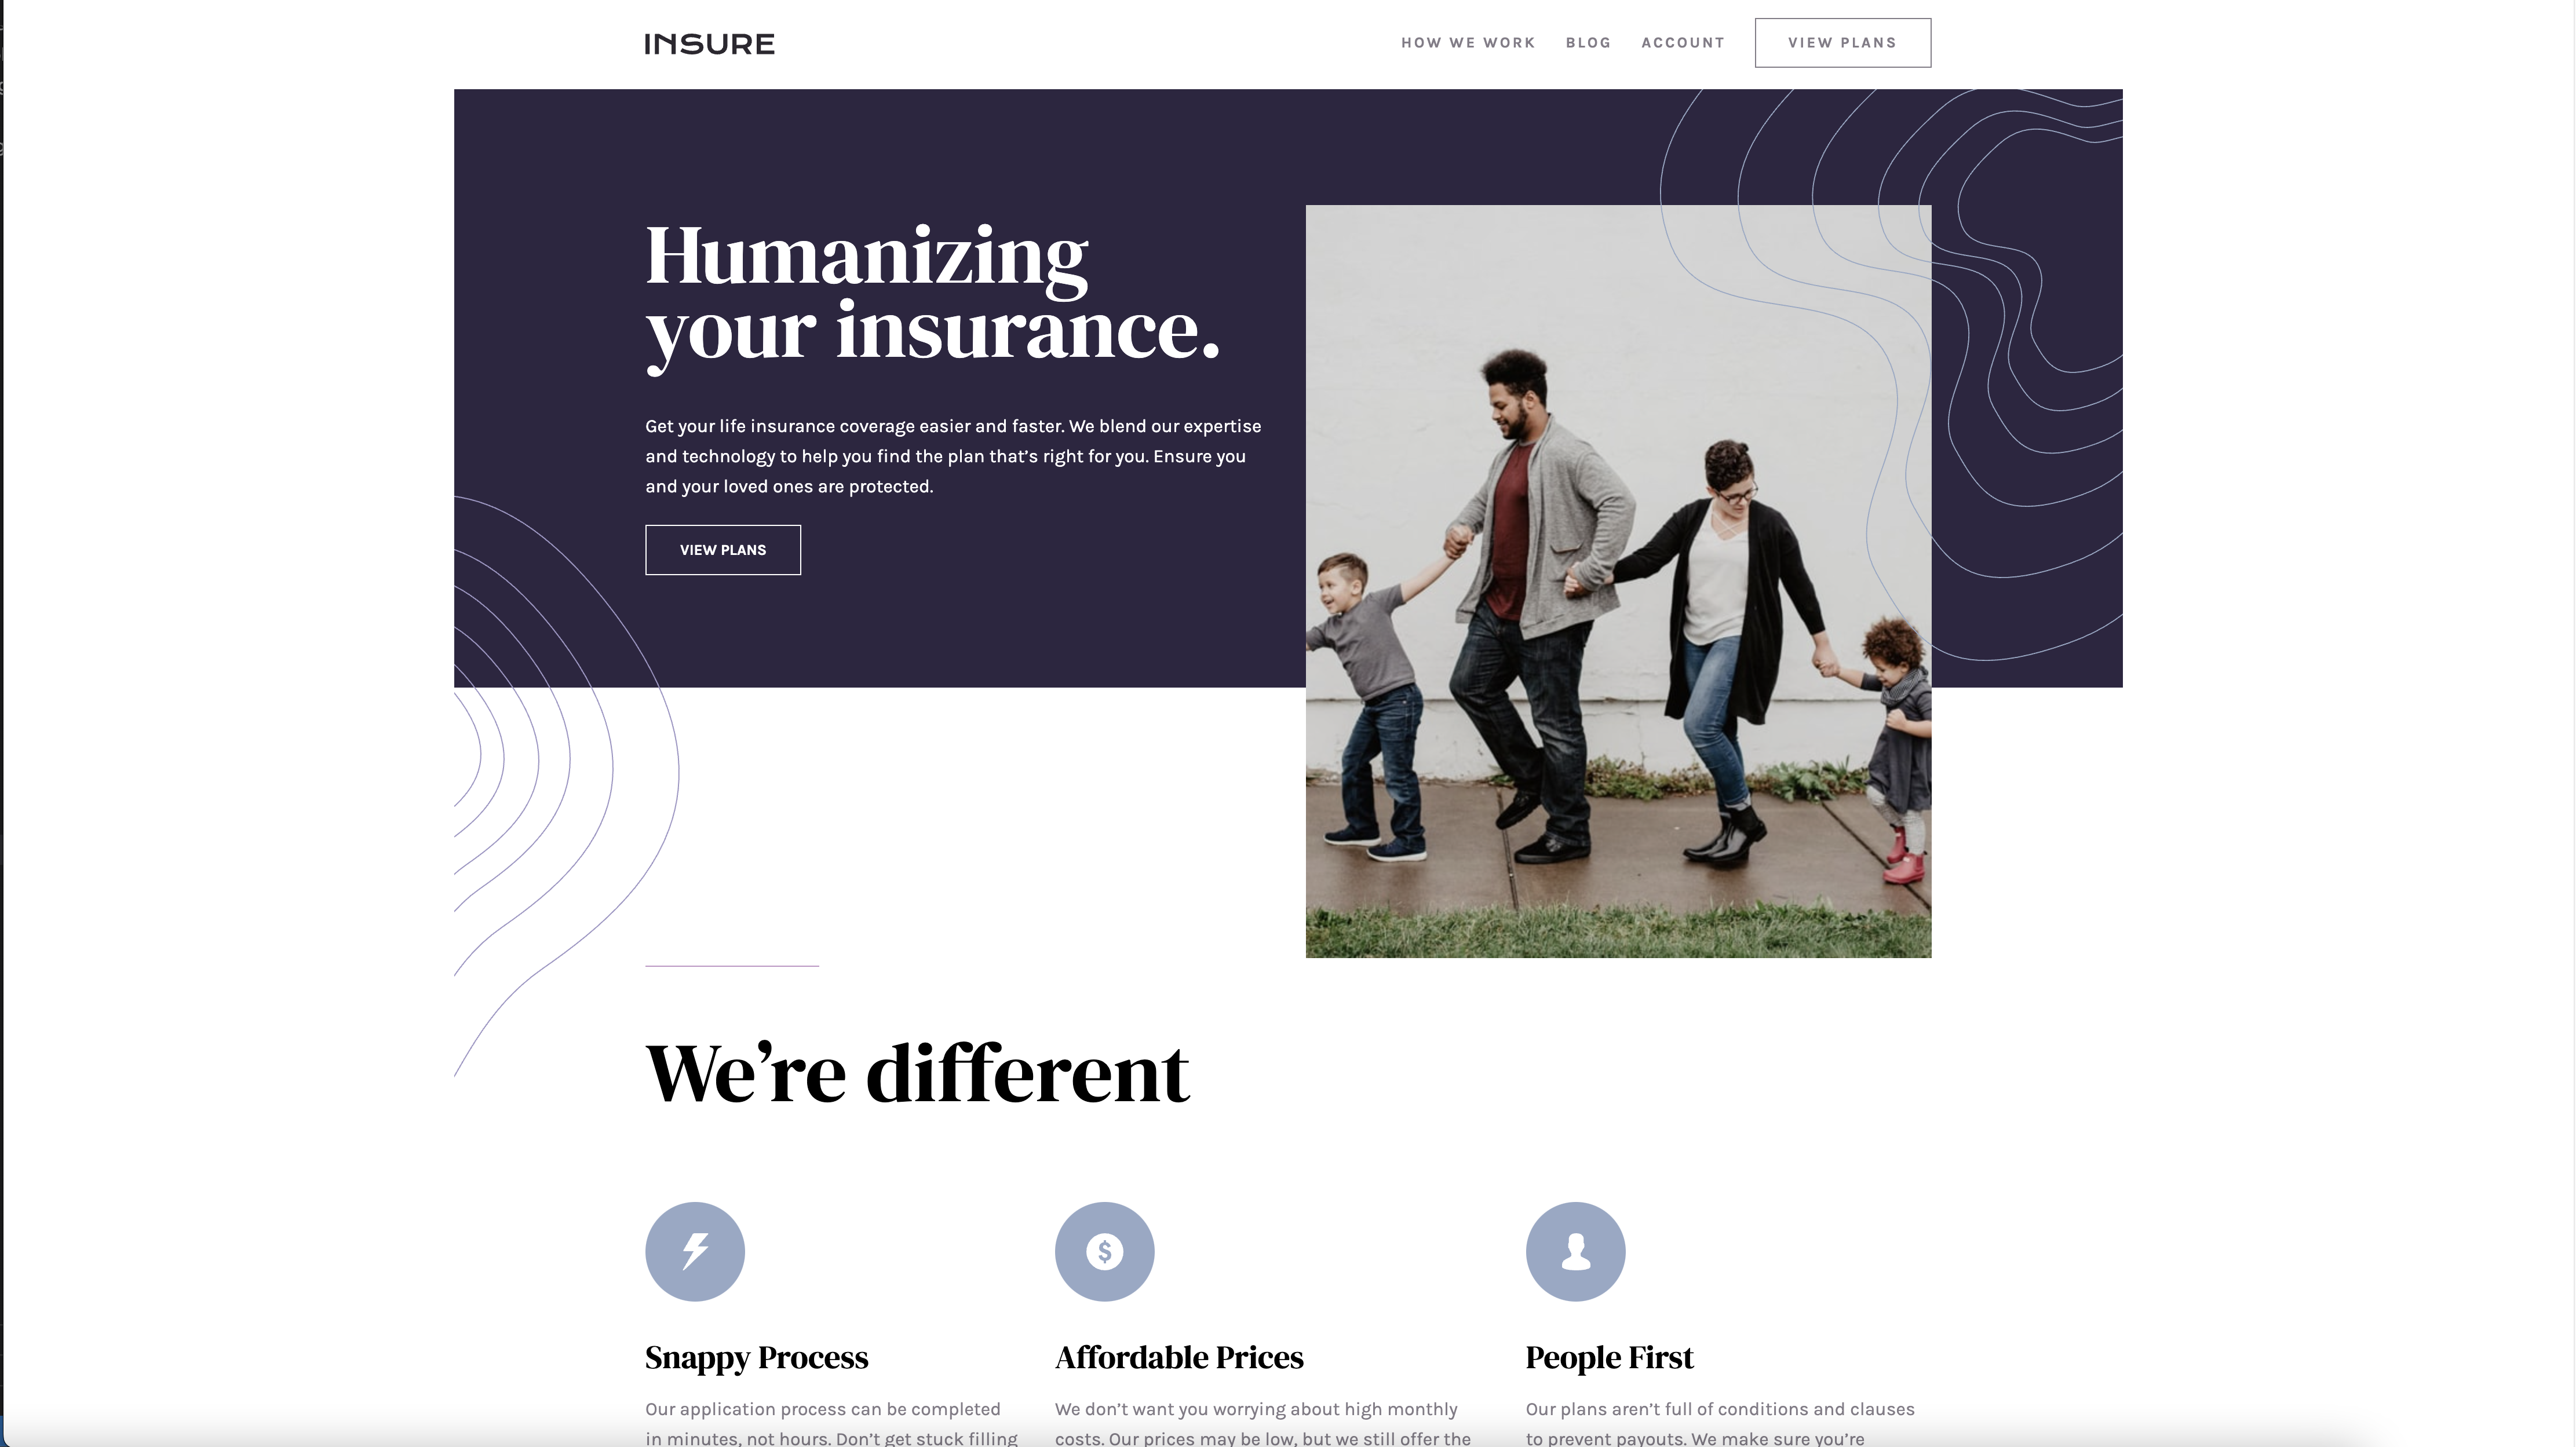 INSURE
HOW WE WORK
BLOG
ACCOUNT
VIEW PLANS
Humanizing
your insurance.
Get your life insurance coverage easier and faster. We blend our expertise
and technology to help you find the plan that’s right for you. Ensure you
and your loved ones are protected.
VIEW PLANS
We’re different
$
Snappy Process
Our application process can be completed
in minutes, not hours. Don’t get stuck filling
Affordable Prices
We don’t want you worrying about high monthly
costs. Our prices may be low, but we still offer the
People First
Our plans aren’t full of conditions and clauses
to prevent payouts. We make sure you’re